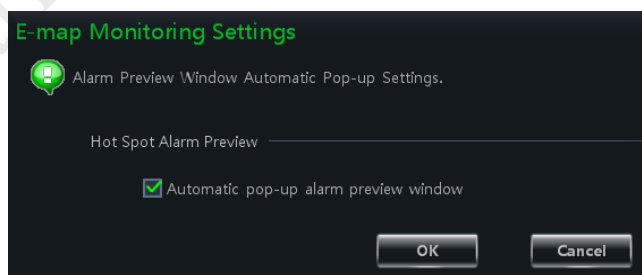 E-map Monitoring Settings
Alarm Preview Window Automatic Pop-up Settings.
Hot Spot Alarm Preview
Automatic pop-up alarm preview window
OK
Cancel